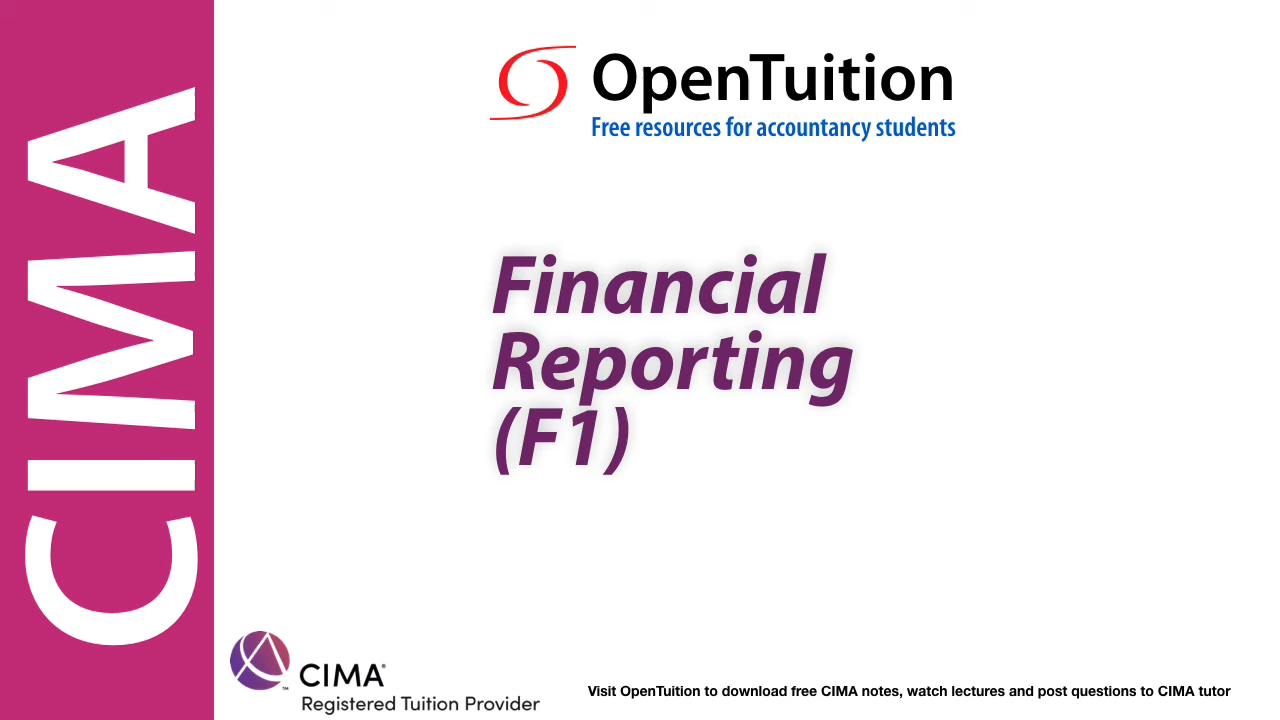 CIMA
OpenTuition
Free resources for accountancy students
Financial
Reporting
(F1)
CIMA®
Registered Tuition Provider
Visit OpenTuition to download free CIMA notes, watch lectures and post questions to CIMA tutor